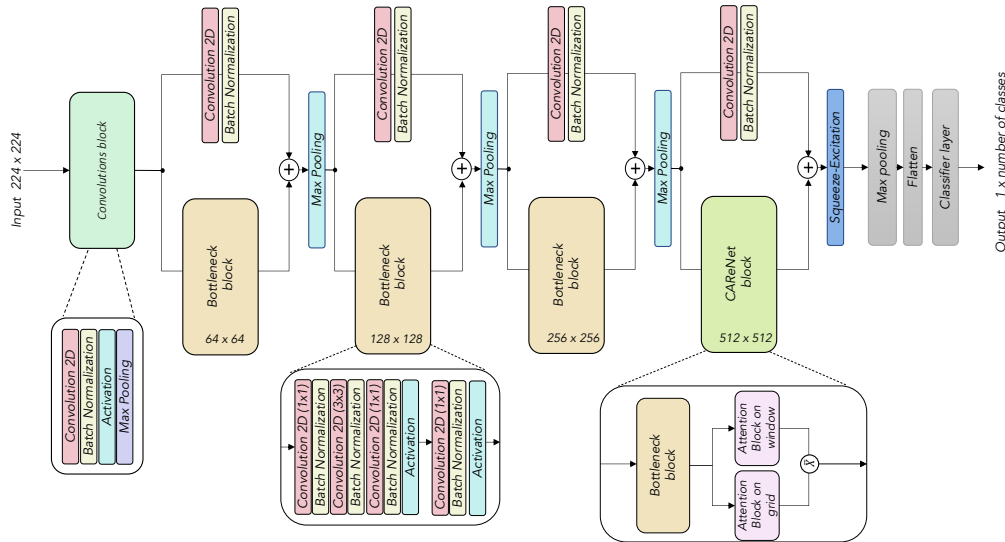 Input 224 x 224
Convolutions block
Convolution 2D
Batch Normalization
Activation
Max Pooling
Convolution 2D
Batch Normalization
Bottleneck
block
64 x 64
+
Max Pooling
Convolution 2D
Batch Normalization
Bottleneck
block
128 x 128
+
Max Pooling
Convolution 2D (1x1)
Batch Normalization
Convolution 2D (3x3)
Batch Normalization
Convolution 2D (1x1)
Batch Normalization
Activation
Convolution 2D (1x1)
Batch Normalization
Activation
Convolution 2D
Batch Normalization
Bottleneck
block
256 x 256
+
Max Pooling
Convolution 2D
Batch Normalization
CAReNet
block
512 x 512
+
Bottleneck
block
Attention
Block on
window
Attention
Block on
grid
x̄
Squeeze-Excitation
Max pooling
Flatten
Classifier layer
Output 1 x number of classes